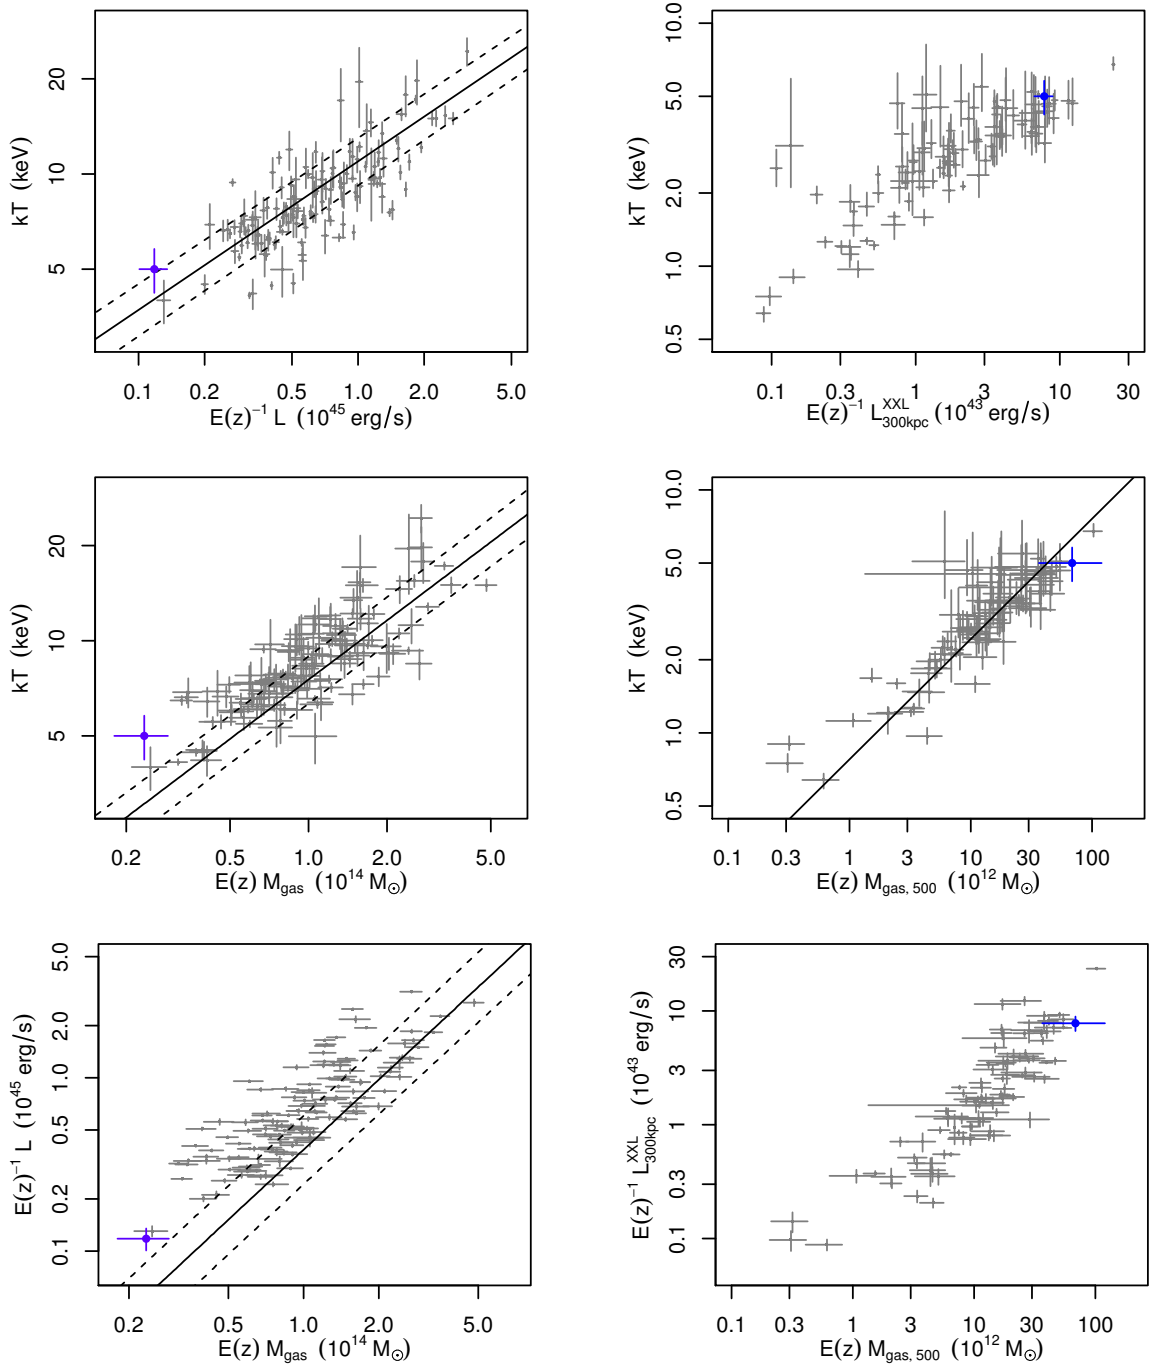 20
10
5
kT (keV)
0.1 0.2 0.5 1.0 2.0 5.0
E(z)⁻¹ L (10⁴⁵ erg/s)
10.0
5.0
2.0
1.0
0.5
kT (keV)
0.1 0.3 1 3 10 30
E(z)⁻¹ L_300kpc^XXL (10⁴³ erg/s)
20
10
5
kT (keV)
0.2 0.5 1.0 2.0 5.0
E(z) M_gas (10¹⁴ M_⊙)
10.0
5.0
2.0
1.0
0.5
kT (keV)
0.1 0.3 1 3 10 30 100
E(z) M_gas, 500 (10¹² M_⊙)
5.0
1.0
0.5
0.2
0.1
E(z)⁻¹ L (10⁴⁵ erg/s)
0.2 0.5 1.0 2.0 5.0
E(z) M_gas (10¹⁴ M_⊙)
30
10
3
1
0.3
0.1
E(z)⁻¹ L_300kpc^XXL (10⁴³ erg/s)
0.1 0.3 1 3 10 30 100
E(z) M_gas, 500 (10¹² M_⊙)